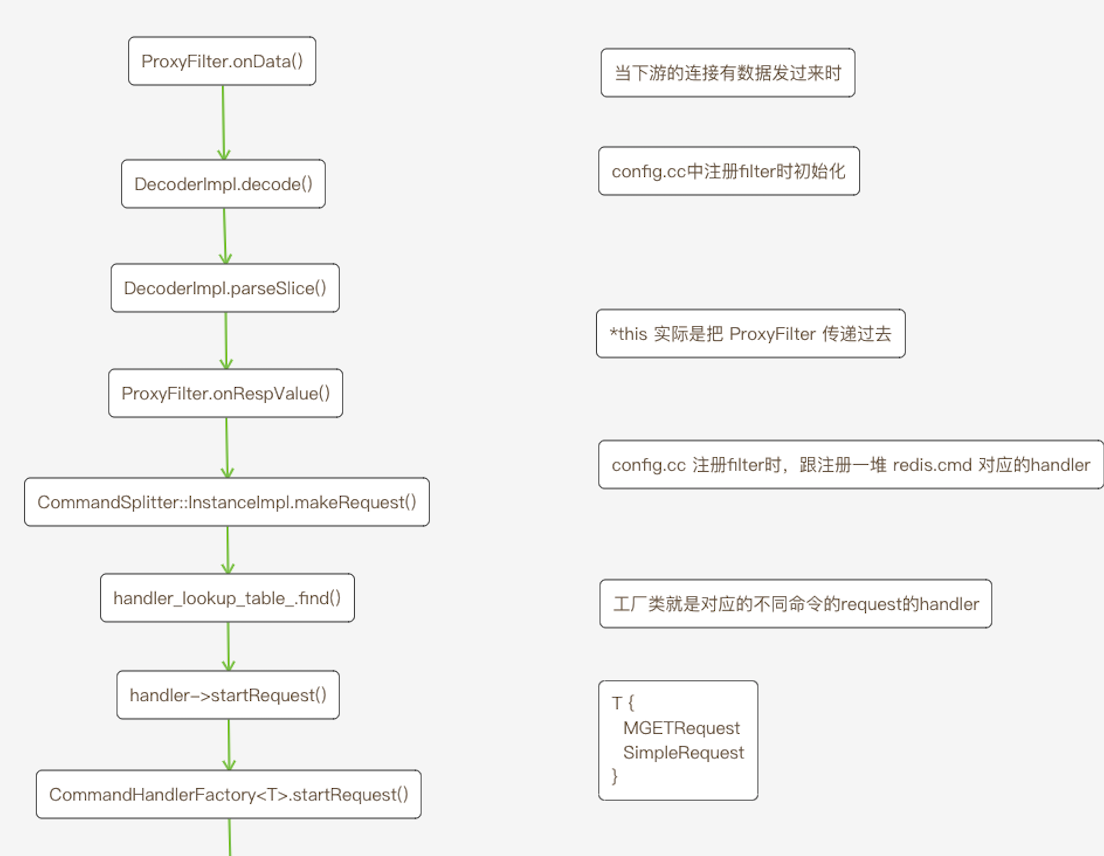 ProxyFilter.onData()
当下游的连接有数据发过来时
config.cc中注册filter时初始化
DecoderImpl.decode()
DecoderImpl.parseSlice()
*this 实际是把 ProxyFilter 传递过去
ProxyFilter.onRespValue()
config.cc 注册filter时，跟注册一堆 redis.cmd 对应的handler
CommandSplitter::InstanceImpl.makeRequest()
handler_lookup_table_.find()
工厂类就是对应的不同命令的request的handler
handler->startRequest()
T {
MGETRequest
SimpleRequest
}
CommandHandlerFactory<T>.startRequest()